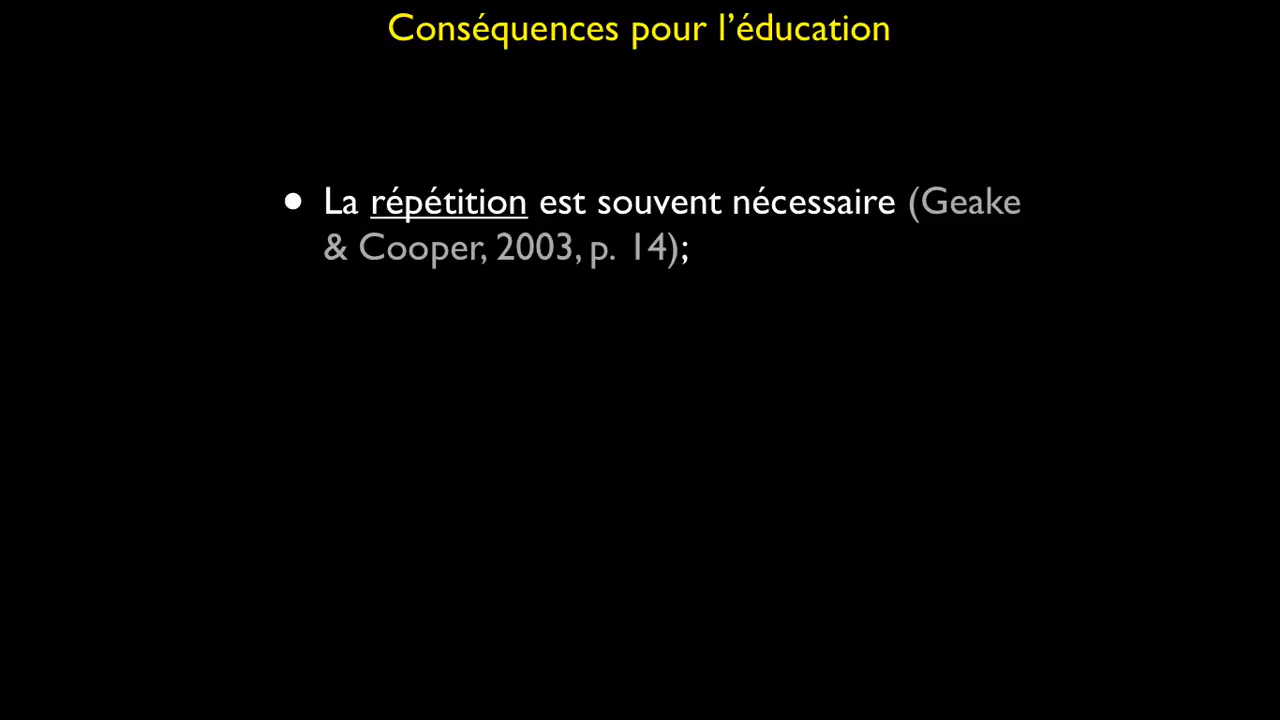 Conséquences pour l’éducation
• La répétition est souvent nécessaire (Geake
& Cooper, 2003, p. 14);